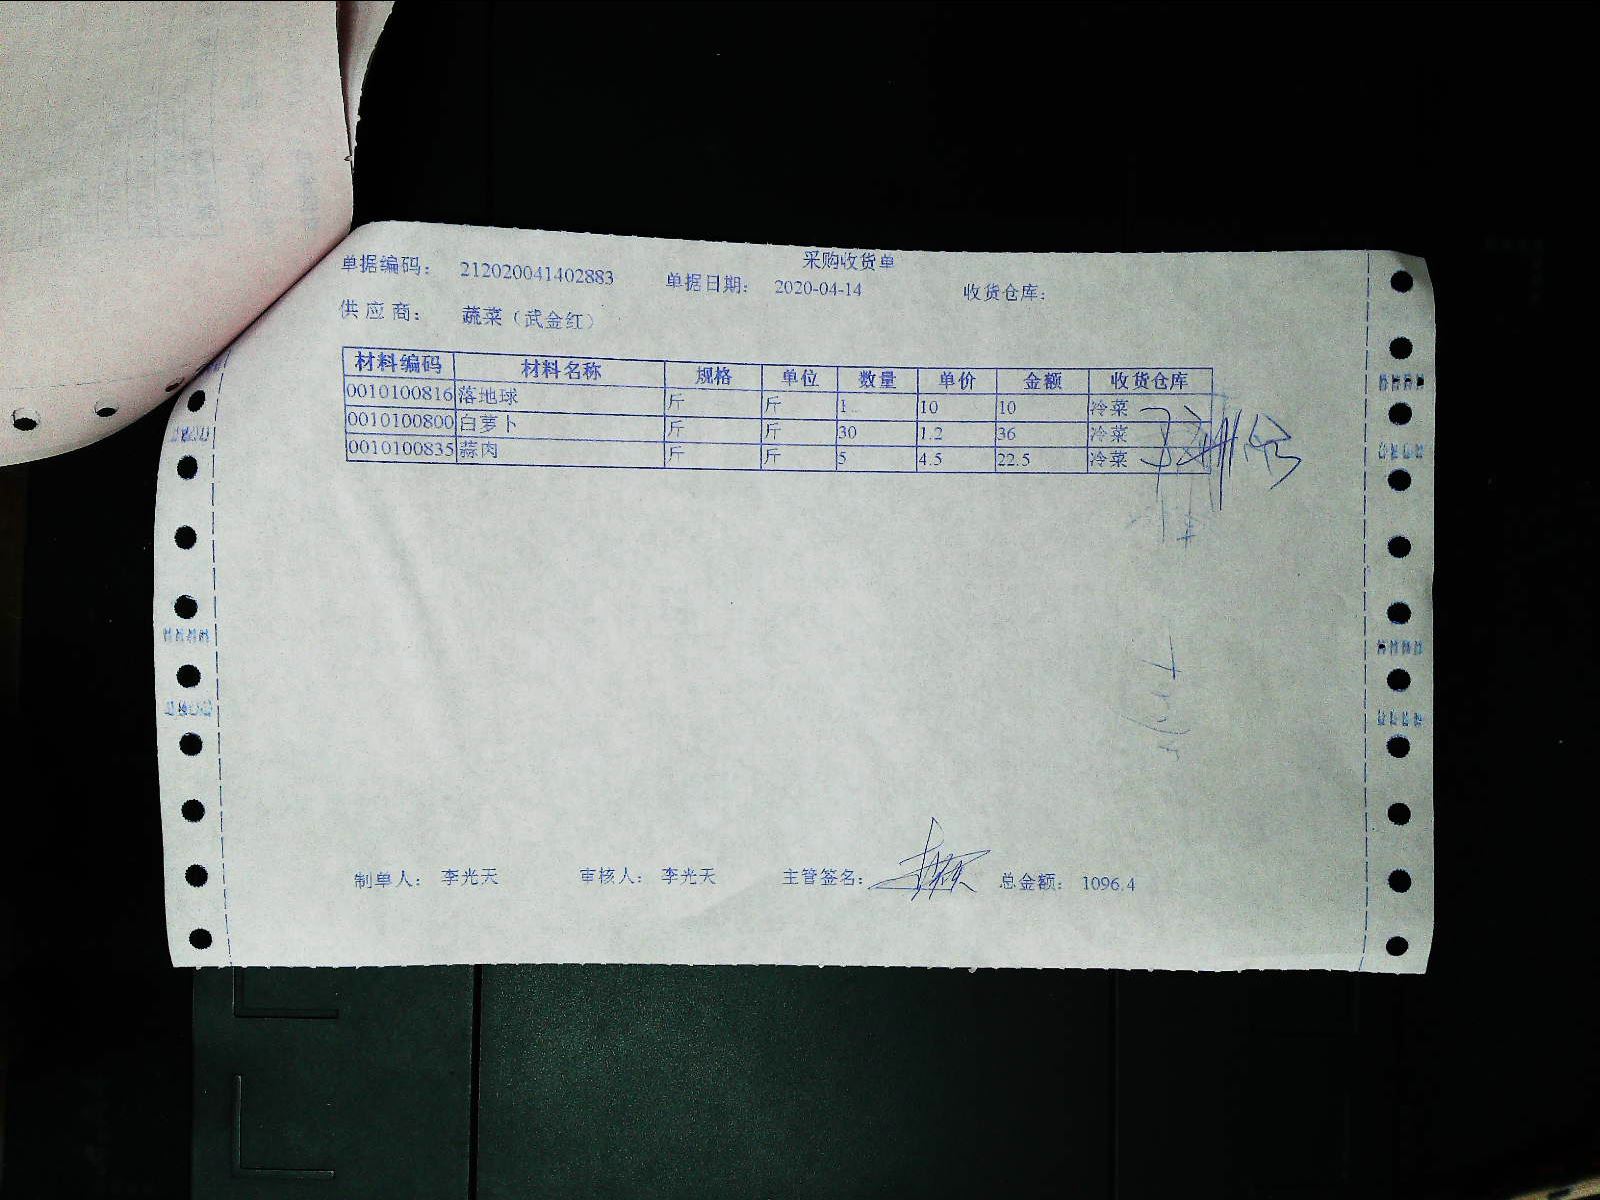 采购收货单
单据编码： 212020041402883 单据日期： 2020-04-14 收货仓库：
供应商： 蔬菜（武金红）
材料编码 材料名称 规格 单位 数量 单价 金额 收货仓库
0010100816 落地球 斤 斤 1 10 10 冷菜
0010100800 白萝卜 斤 斤 30 1.2 36 冷菜
0010100835 蒜肉 斤 斤 5 4.5 22.5 冷菜
制单人： 李光天 审核人： 李光天 主管签名： 总金额： 1096.4